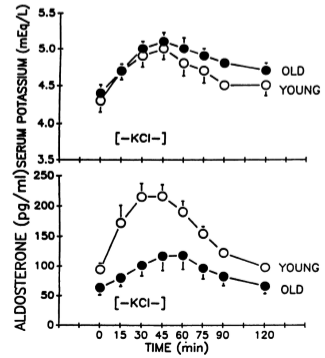 SERUM POTASSIUM (mEq/L)
5.5
5.0
4.5
4.0
3.5
OLD
YOUNG
[-KCl-]
ALDOSTERONE (pg/ml)
250
200
150
100
50
0
YOUNG
OLD
[-KCl-]
0 15 30 45 60 75 90 120
TIME (min)